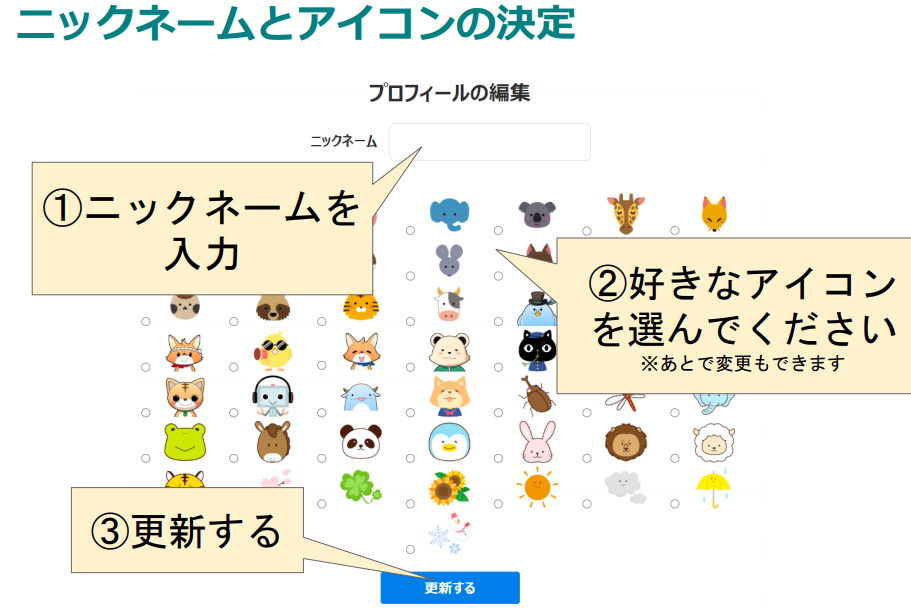 ニックネームとアイコンの決定
プロフィールの編集
ニックネーム
①ニックネームを
入力
②好きなアイコン
を選んでください
※あとで変更もできます
③更新する
更新する